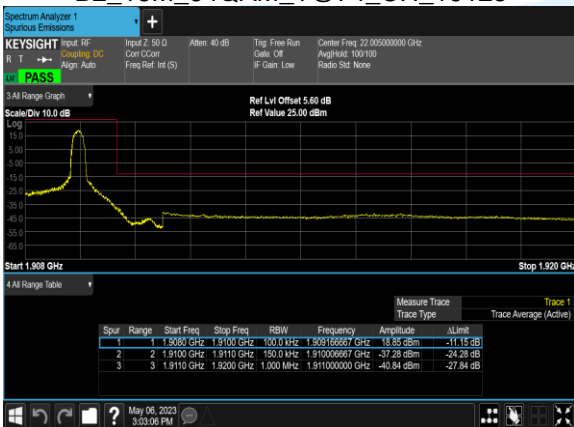 Spectrum Analyzer 1
Spurious Emissions
+
KEYSIGHT Input: RF Input Z: 50 Ω Atten: 40 dB Trig: Free Run Center Freq: 22.005000000 GHz
R T Coupling: DC Corr CCorr Gate: Off Avg|Hold: 100/100
Align: Auto Freq Ref: Int (S) IF Gain: Low Radio Std: None
PASS
3 All Range Graph
Ref Lvl Offset 5.60 dB
Scale/Div 10.0 dB Ref Value 25.00 dBm
Log
15.0
5.00
-5.00
-15.0
-25.0
-35.0
-45.0
-55.0
-65.0
Start 1.908 GHz Stop 1.920 GHz
4 All Range Table
Measure Trace Trace 1
Trace Type Trace Average (Active)
Spur Range Start Freq Stop Freq RBW Frequency Amplitude ΔLimit
1 1 1.9080 GHz 1.9100 GHz 100.0 kHz 1.909166667 GHz 18.85 dBm -11.15 dB
2 2 1.9100 GHz 1.9110 GHz 150.0 kHz 1.910006667 GHz -37.28 dBm -24.28 dB
3 3 1.9110 GHz 1.9200 GHz 1.000 MHz 1.911000000 GHz -40.84 dBm -27.84 dB
? May 06, 2023
3:03:06 PM